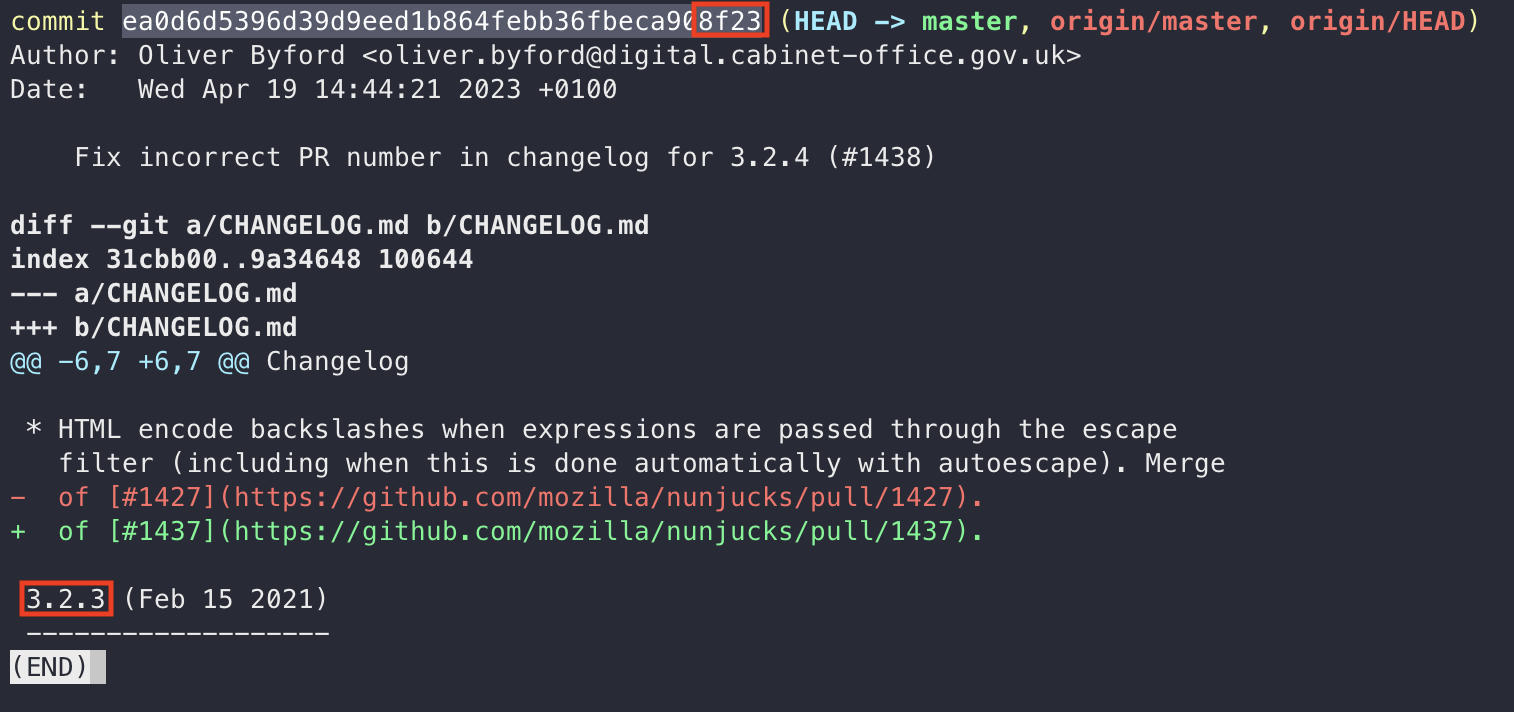 commit ea0d6d5396d39d9eed1b864febb36fbeca908f23 (HEAD -> master, origin/master, origin/HEAD)
Author: Oliver Byford <oliver.byford@digital.cabinet-office.gov.uk>
Date:   Wed Apr 19 14:44:21 2023 +0100
    Fix incorrect PR number in changelog for 3.2.4 (#1438)
diff --git a/CHANGELOG.md b/CHANGELOG.md
index 31cbb00..9a34648 100644
--- a/CHANGELOG.md
+++ b/CHANGELOG.md
@@ -6,7 +6,7 @@ Changelog
 * HTML encode backslashes when expressions are passed through the escape
   filter (including when this is done automatically with autoescape). Merge
-  of [#1427](https://github.com/mozilla/nunjucks/pull/1427).
+  of [#1437](https://github.com/mozilla/nunjucks/pull/1437).
 3.2.3 (Feb 15 2021)
 -------------------
(END)